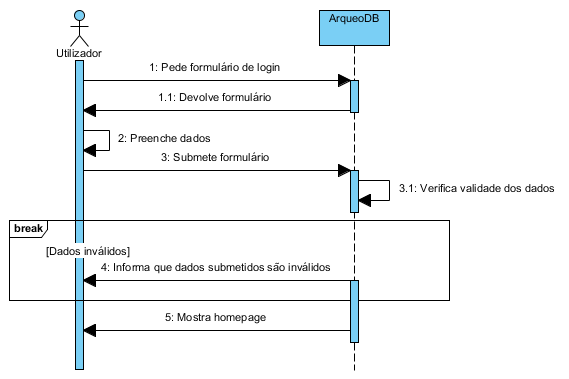 Utilizador
ArqueoDB
1: Pede formulário de login
1.1: Devolve formulário
2: Preenche dados
3: Submete formulário
3.1: Verifica validade dos dados
break
[Dados inválidos]
4: Informa que dados submetidos são inválidos
5: Mostra homepage